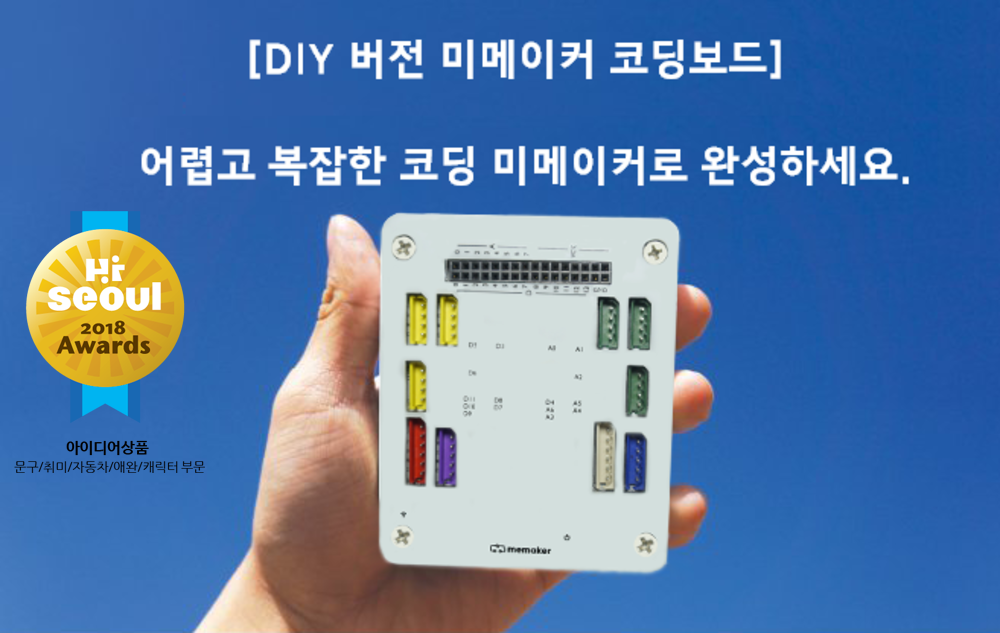 [DIY 버전 미메이커 코딩보드]
어렵고 복잡한 코딩 미메이커로 완성하세요.
Hi
seoul
2018
Awards
아이디어상품
문구/취미/자동차/애완/캐릭터 부문
D3 D2 A0 A1
D6 A2
D11 D8 D4 A5
D10 D7 A6 A4
D9 A3
memaker